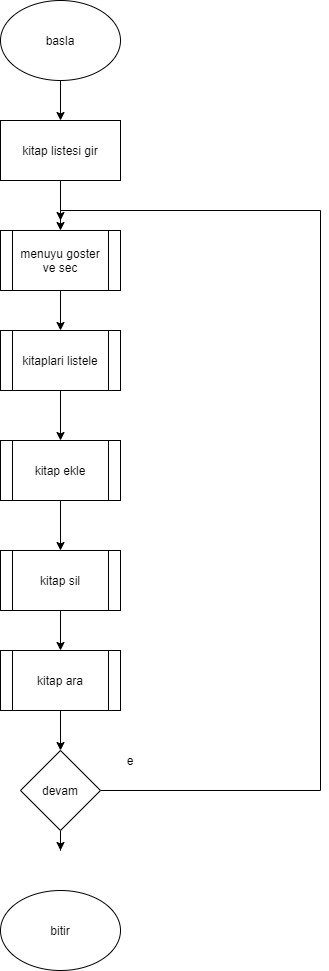 basla
kitap listesi gir
menuyu goster
ve sec
kitaplari listele
kitap ekle
kitap sil
kitap ara
e
devam
bitir